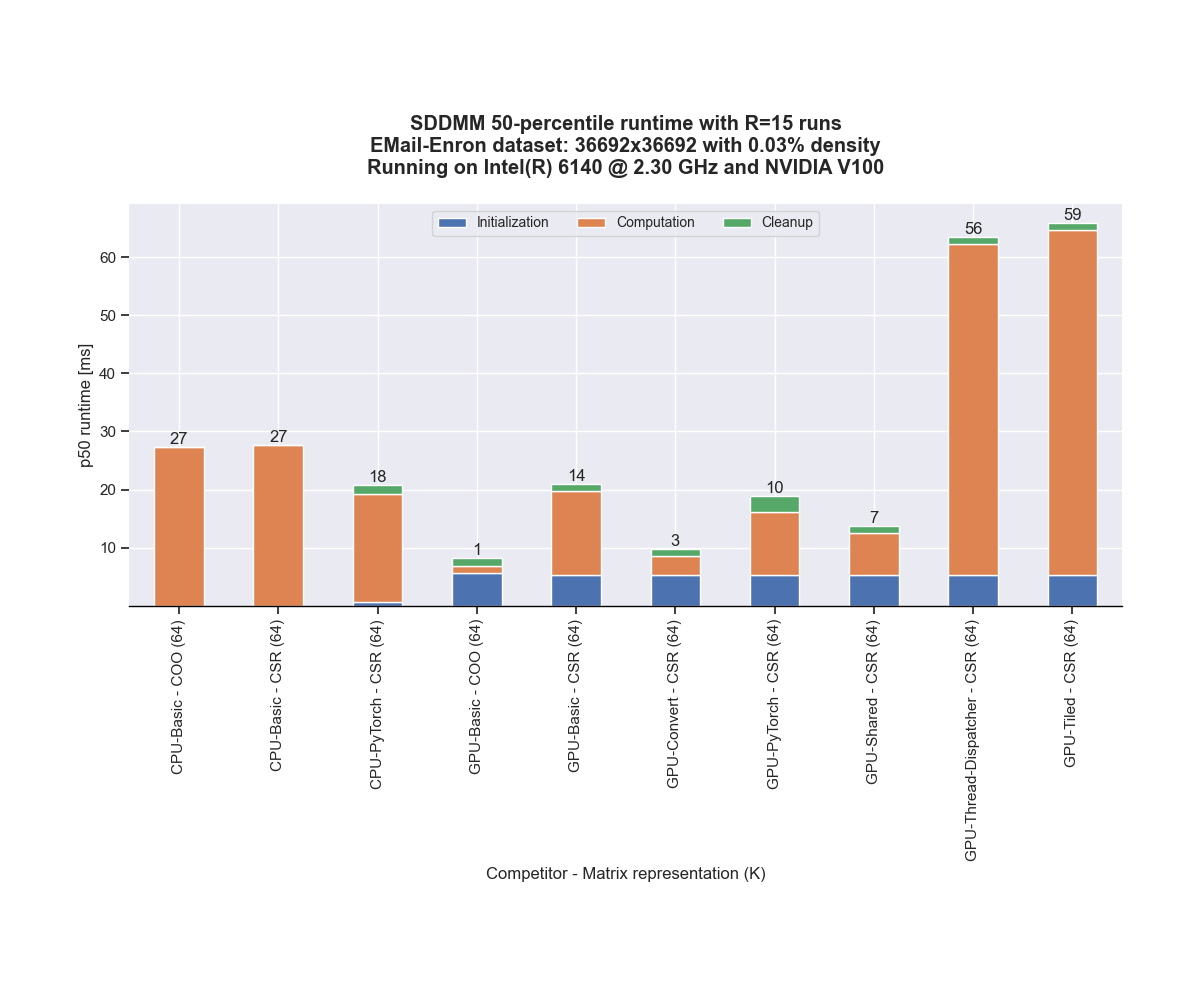 SDDMM 50-percentile runtime with R=15 runs
EMail-Enron dataset: 36692x36692 with 0.03% density
Running on Intel(R) 6140 @ 2.30 GHz and NVIDIA V100
Initialization
Computation
Cleanup
p50 runtime [ms]
60
50
40
30
20
10
27
27
18
1
14
3
10
7
56
59
CPU-Basic - COO (64)
CPU-Basic - CSR (64)
CPU-PyTorch - CSR (64)
GPU-Basic - COO (64)
GPU-Basic - CSR (64)
GPU-Convert - CSR (64)
GPU-PyTorch - CSR (64)
GPU-Shared - CSR (64)
GPU-Thread-Dispatcher - CSR (64)
GPU-Tiled - CSR (64)
Competitor - Matrix representation (K)